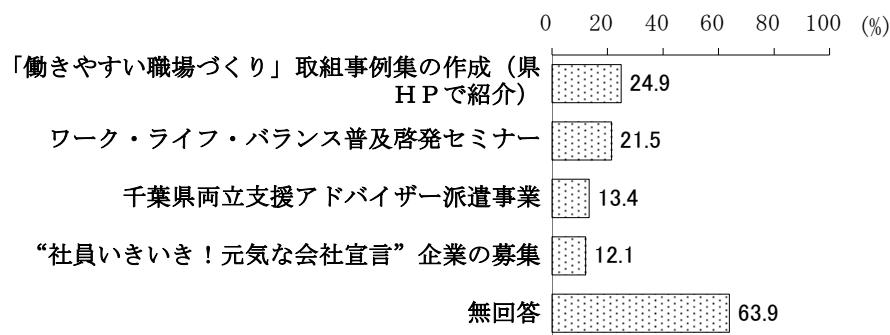 0 20 40 60 80 100 (%)
「働きやすい職場づくり」取組事例集の作成（県
ＨＰで紹介）
24.9
ワーク・ライフ・バランス普及啓発セミナー
21.5
千葉県両立支援アドバイザー派遣事業
13.4
“社員いきいき！元気な会社宣言”企業の募集
12.1
無回答
63.9